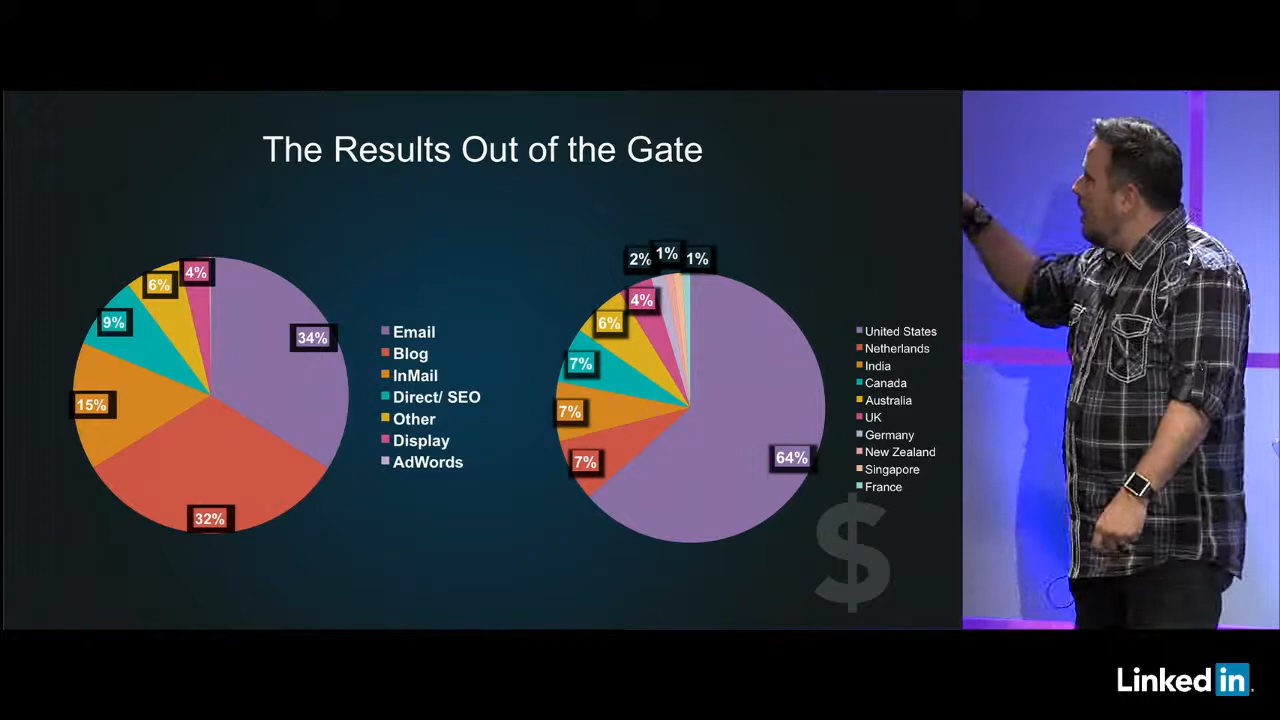 The Results Out of the Gate
34%
32%
15%
9%
6%
4%
Email
Blog
InMail
Direct/ SEO
Other
Display
AdWords
64%
7%
7%
7%
6%
4%
2%
1%
1%
United States
Netherlands
India
Canada
Australia
UK
Germany
New Zealand
Singapore
France
$
Linked in.